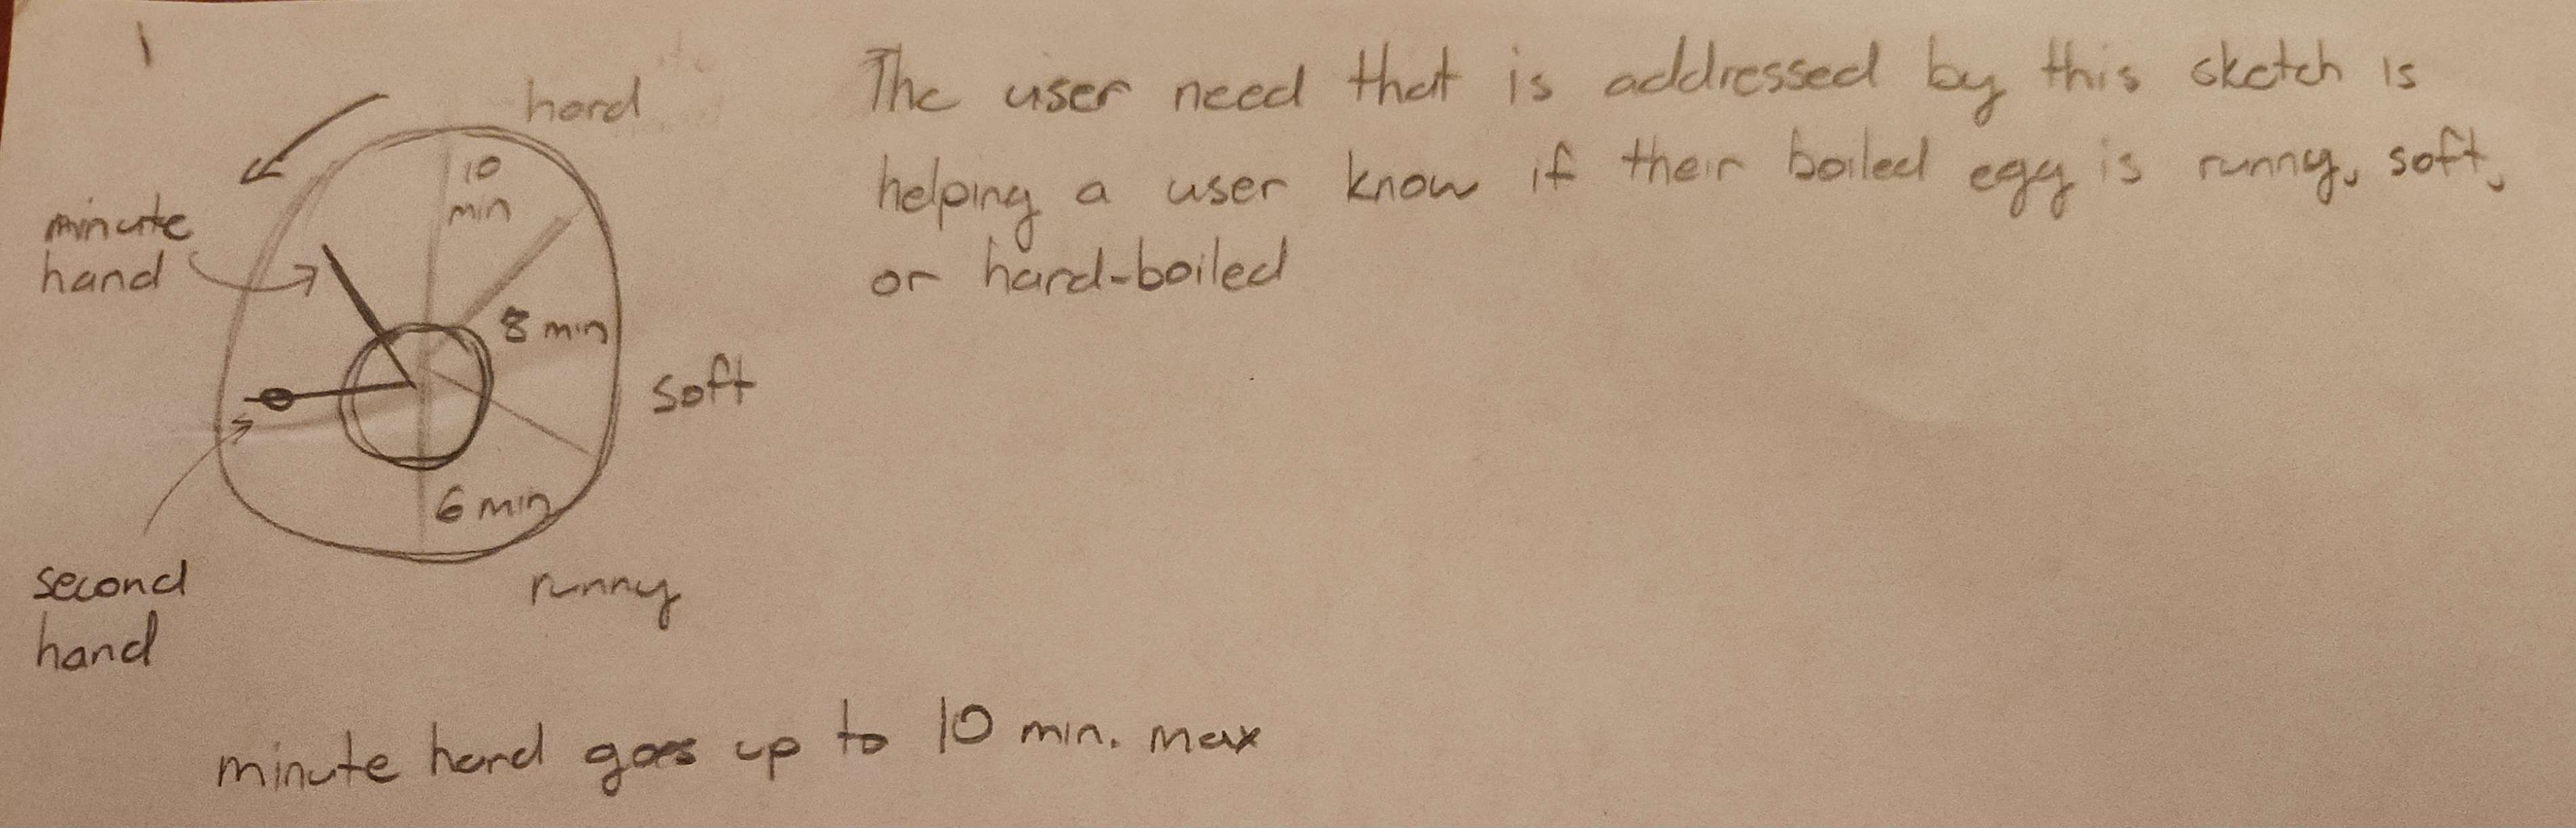 1
The user need that is addressed by this sketch is
helping a user know if their boiled egg is runny, soft,
or hard-boiled
hard
10
min
minute
hand
8 min
soft
6 min
runny
second
hand
minute hand goes up to 10 min. max